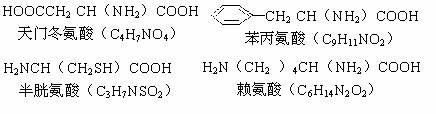 HOOCCH₂ CH（NH₂）COOH
CH₂ CH（NH₂）COOH
天门冬氨酸（C₄H₇NO₄）
苯丙氨酸（C₉H₁₁NO₂）
H₂NCH（CH₂SH）COOH
H₂N（CH₂ ）₄CH（NH₂）COOH
半胱氨酸（C₃H₇NSO₂）
赖氨酸（C₆H₁₄N₂O₂）